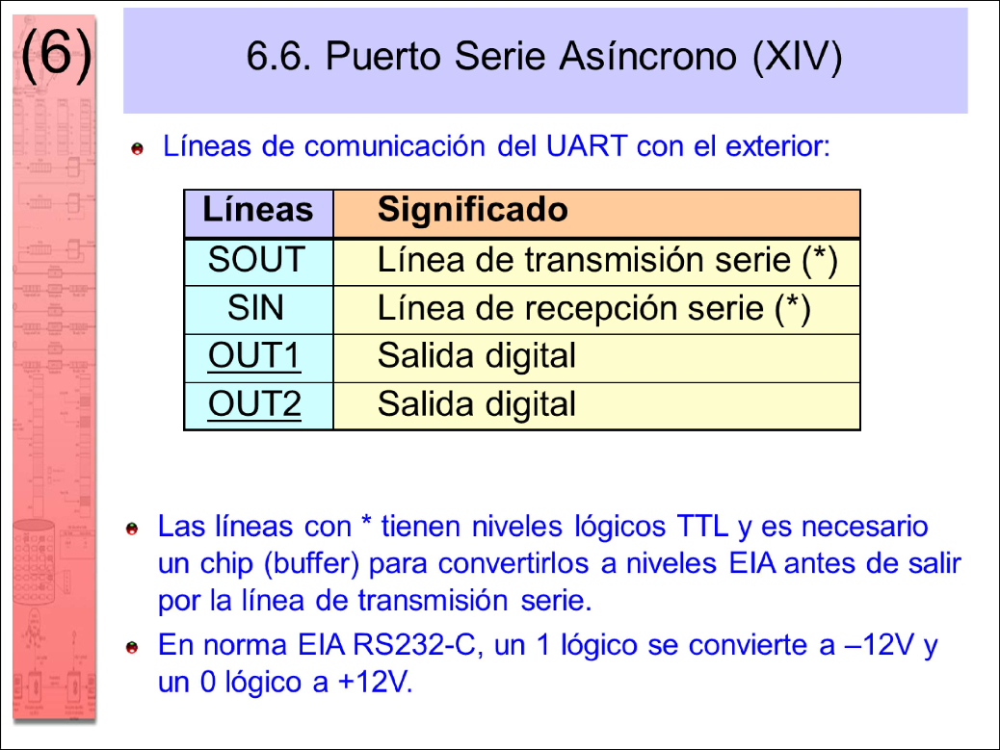 (6)
6.6. Puerto Serie Asíncrono (XIV)
Líneas de comunicación del UART con el exterior:
Líneas Significado
SOUT Línea de transmisión serie (*)
SIN Línea de recepción serie (*)
OUT1 Salida digital
OUT2 Salida digital
Las líneas con * tienen niveles lógicos TTL y es necesario
un chip (buffer) para convertirlos a niveles EIA antes de salir
por la línea de transmisión serie.
En norma EIA RS232-C, un 1 lógico se convierte a –12V y
un 0 lógico a +12V.